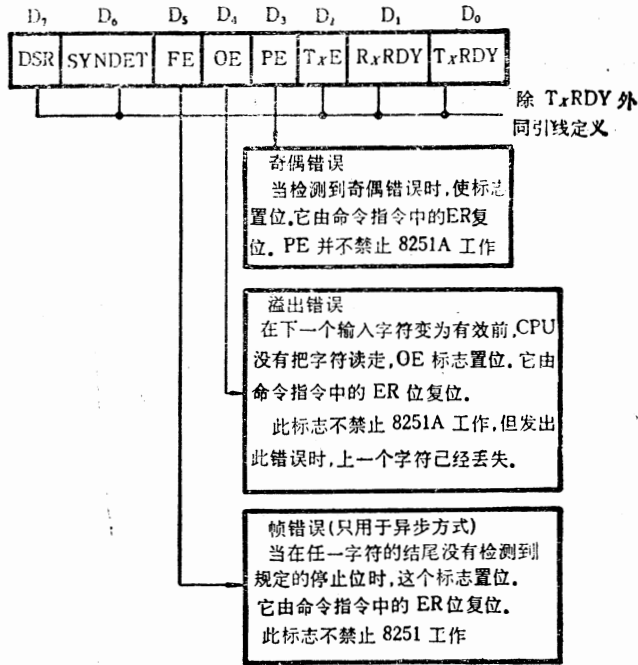 D₇ D₆ D₅ D₄ D₃ D₂ D₁ D₀
DSR SYNDET FE OE PE TxE RxRDY TxRDY
除 TxRDY 外
同引线定义
奇偶错误
当检测到奇偶错误时,使标志
置位.它由命令指令中的ER复
位. PE 并不禁止 8251A 工作
溢出错误
在下一个输入字符变为有效前,CPU
没有把字符读走,OE 标志置位. 它由
命令指令中的 ER 位复位.
此标志不禁止 8251A 工作,但发出
此错误时,上一个字符已经丢失.
帧错误(只用于异步方式)
当在任一字符的结尾没有检测到
规定的停止位时,这个标志置位.
它由命令指令中的 ER位复位.
此标志不禁止 8251 工作